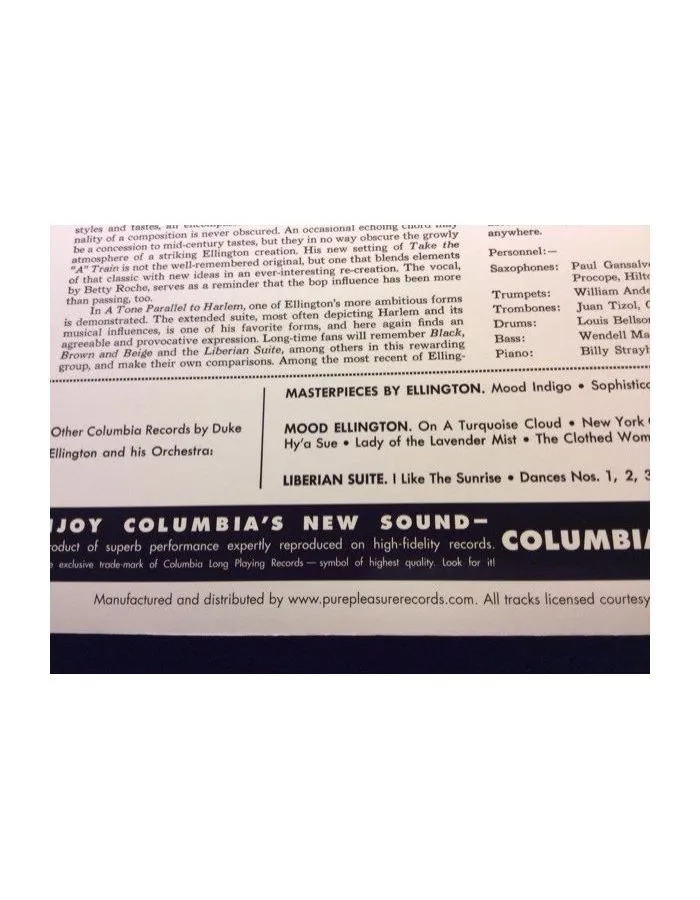 styles and tastes, an
nality of a composition is never obscured. An occasional echoing chord may
be a concession to mid-century tastes, but they in no way obscure the growly
atmosphere of a striking Ellington creation. His new setting of Take the
"A" Train is not the well-remembered original, but one that blends elements
of that classic with new ideas in an ever-interesting re-creation. The vocal,
by Betty Roche, serves as a reminder that the bop influence has been more
than passing, too.
In A Tone Parallel to Harlem, one of Ellington's more ambitious forms
is demonstrated. The extended suite, most often depicting Harlem and its
musical influences, is one of his favorite forms, and here again finds an
agreeable and provocative expression. Long-time fans will remember Black,
Brown and Beige and the Liberian Suite, among others in this rewarding
group, and make their own comparisons. Among the most recent of Elling-
anywhere.
Personnel:—
Saxophones: Paul Gansalv
Procope, Hilt
Trumpets: William Ande
Trombones: Juan Tizol, C
Drums: Louis Bellso
Bass: Wendell Ma
Piano: Billy Stray
Other Columbia Records by Duke
Ellington and his Orchestra:
MASTERPIECES BY ELLINGTON. Mood Indigo • Sophistic
MOOD ELLINGTON. On A Turquoise Cloud • New York
Hy'a Sue • Lady of the Lavender Mist • The Clothed Wom
LIBERIAN SUITE. I Like The Sunrise • Dances Nos. 1, 2, 3
NJOY COLUMBIA'S NEW SOUND—
oduct of superb performance expertly reproduced on high-fidelity records.
exclusive trade-mark of Columbia Long Playing Records — symbol of highest quality. Look for it!
COLUMBIA
Manufactured and distributed by www.purepleasurerecords.com. All tracks licensed courtesy